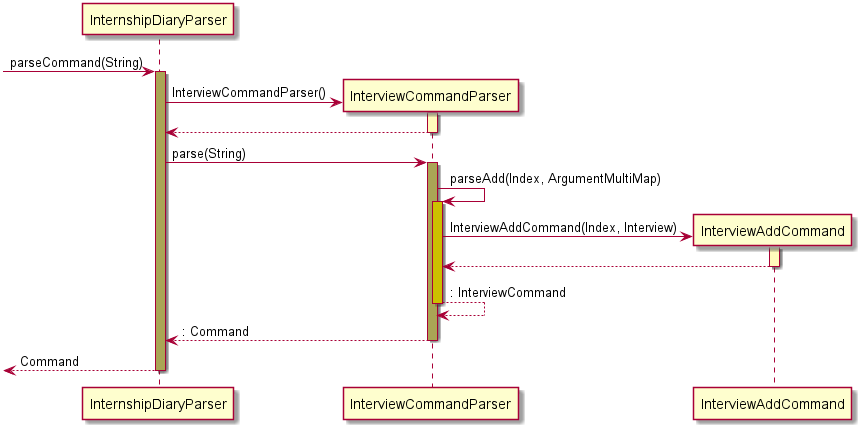 InternshipDiaryParser
parseCommand(String)
InterviewCommandParser()
InterviewCommandParser
parse(String)
parseAdd(Index, ArgumentMultiMap)
InterviewAddCommand(Index, Interview)
InterviewAddCommand
: InterviewCommand
: Command
Command
InternshipDiaryParser
InterviewCommandParser
InterviewAddCommand